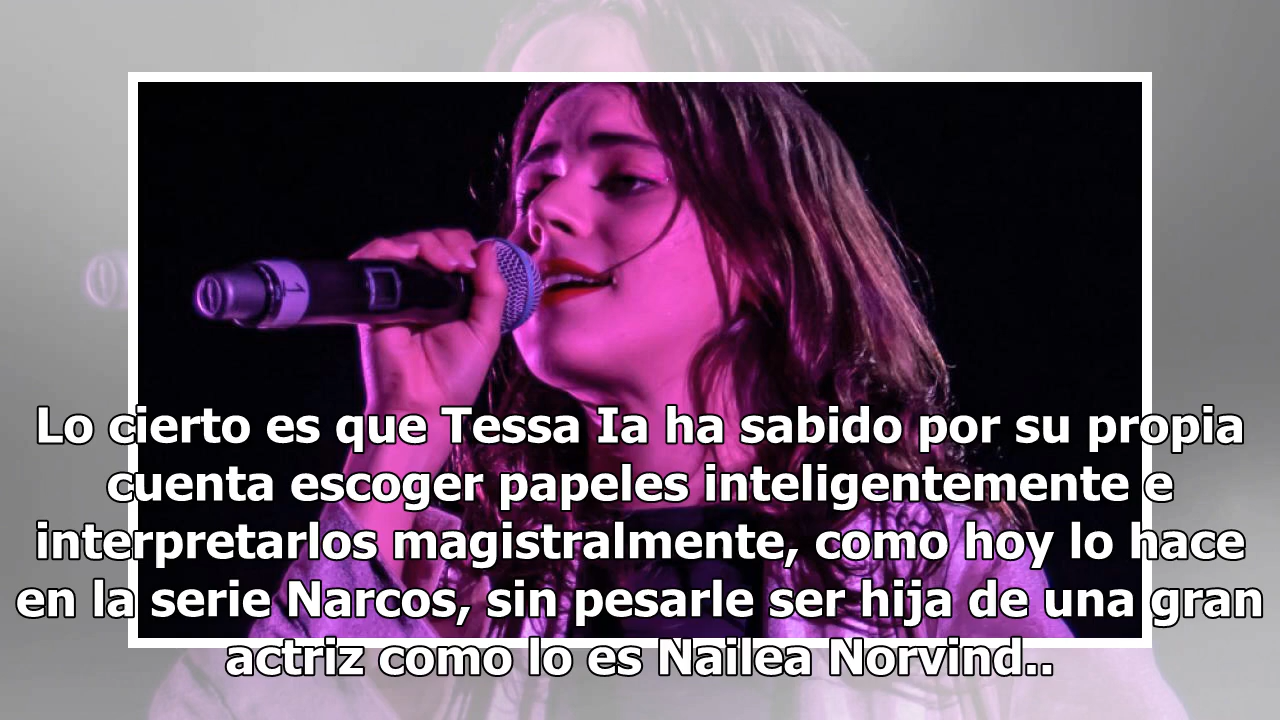 1
Lo cierto es que Tessa Ia ha sabido por su propia
cuenta escoger papeles inteligentemente e
interpretarlos magistralmente, como hoy lo hace
en la serie Narcos, sin pesarle ser hija de una gran
actriz como lo es Nailea Norvind..